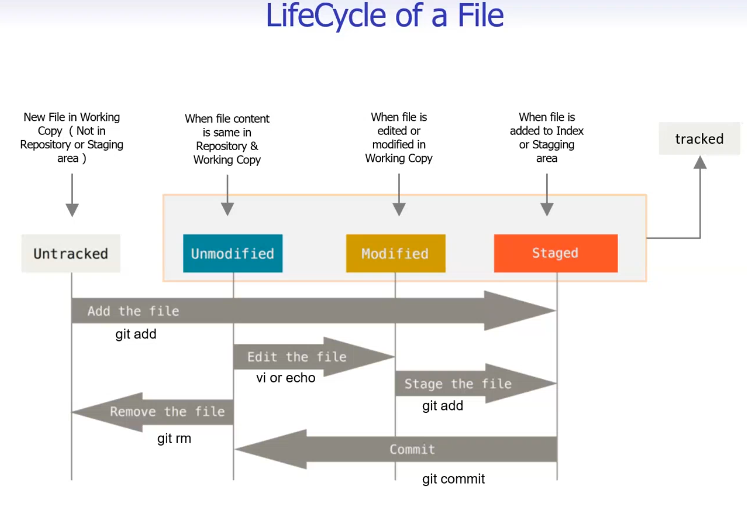 LifeCycle of a File
New File in Working
Copy ( Not in
Repository or Staging
area )
When file content
is same in
Repository &
Working Copy
When file is
edited or
modified in
Working Copy
When file is
added to Index
or Stagging
area
tracked
Untracked
Unmodified
Modified
Staged
Add the file
git add
Edit the file
vi or echo
Stage the file
git add
Remove the file
git rm
Commit
git commit